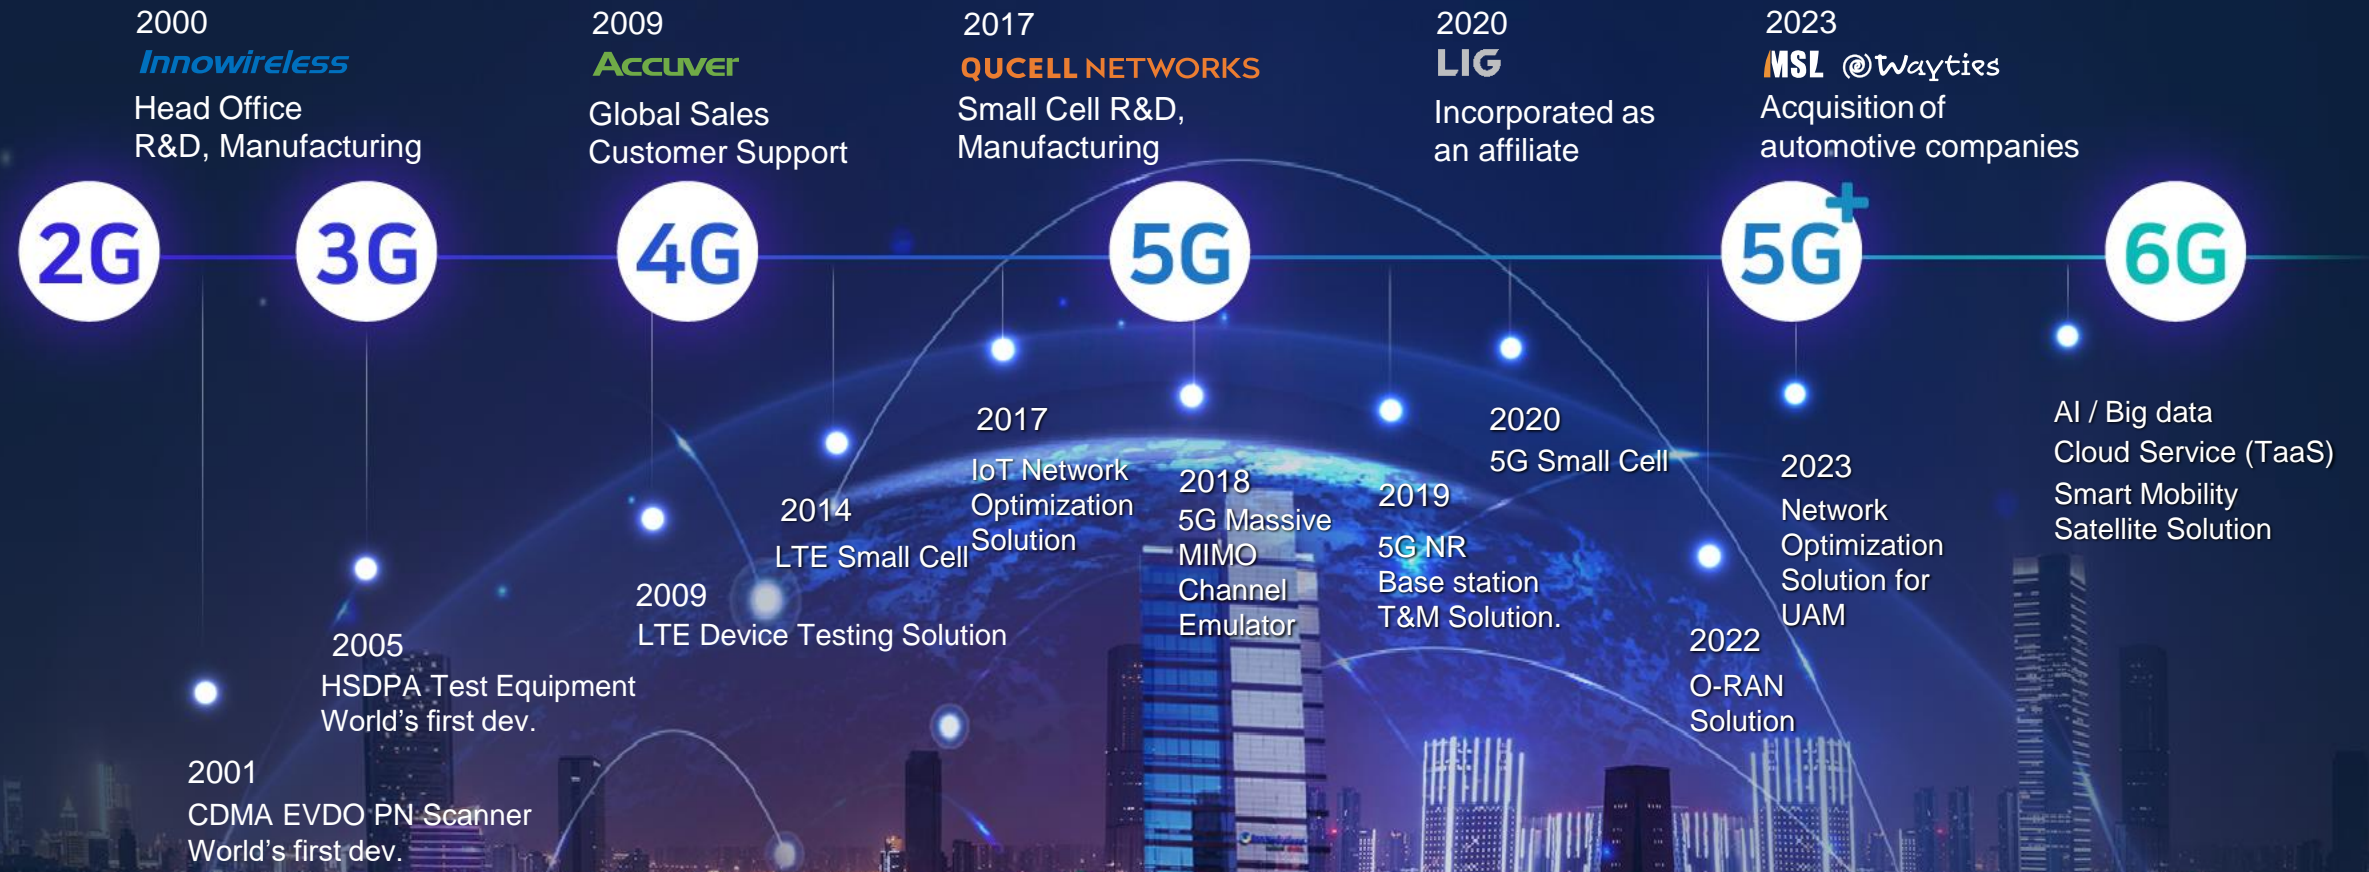 2000
Innowireless
Head Office
R&D, Manufacturing
2009
Accuver
Global Sales
Customer Support
2017
QUCELL NETWORKS
Small Cell R&D,
Manufacturing
2020
LIG
Incorporated as
an affiliate
2023
MSL @Wayties
Acquisition of
automotive companies
2G
3G
4G
5G
5G+
6G
2001
CDMA EVDO PN Scanner
World's first dev.
2005
HSDPA Test Equipment
World's first dev.
2009
LTE Device Testing Solution
2014
LTE Small Cell
2017
IoT Network
Optimization
Solution
2018
5G Massive
MIMO
Channel
Emulator
2019
5G NR
Base station
T&M Solution.
2020
5G Small Cell
2022
O-RAN
Solution
2023
Network
Optimization
Solution for
UAM
AI / Big data
Cloud Service (TaaS)
Smart Mobility
Satellite Solution